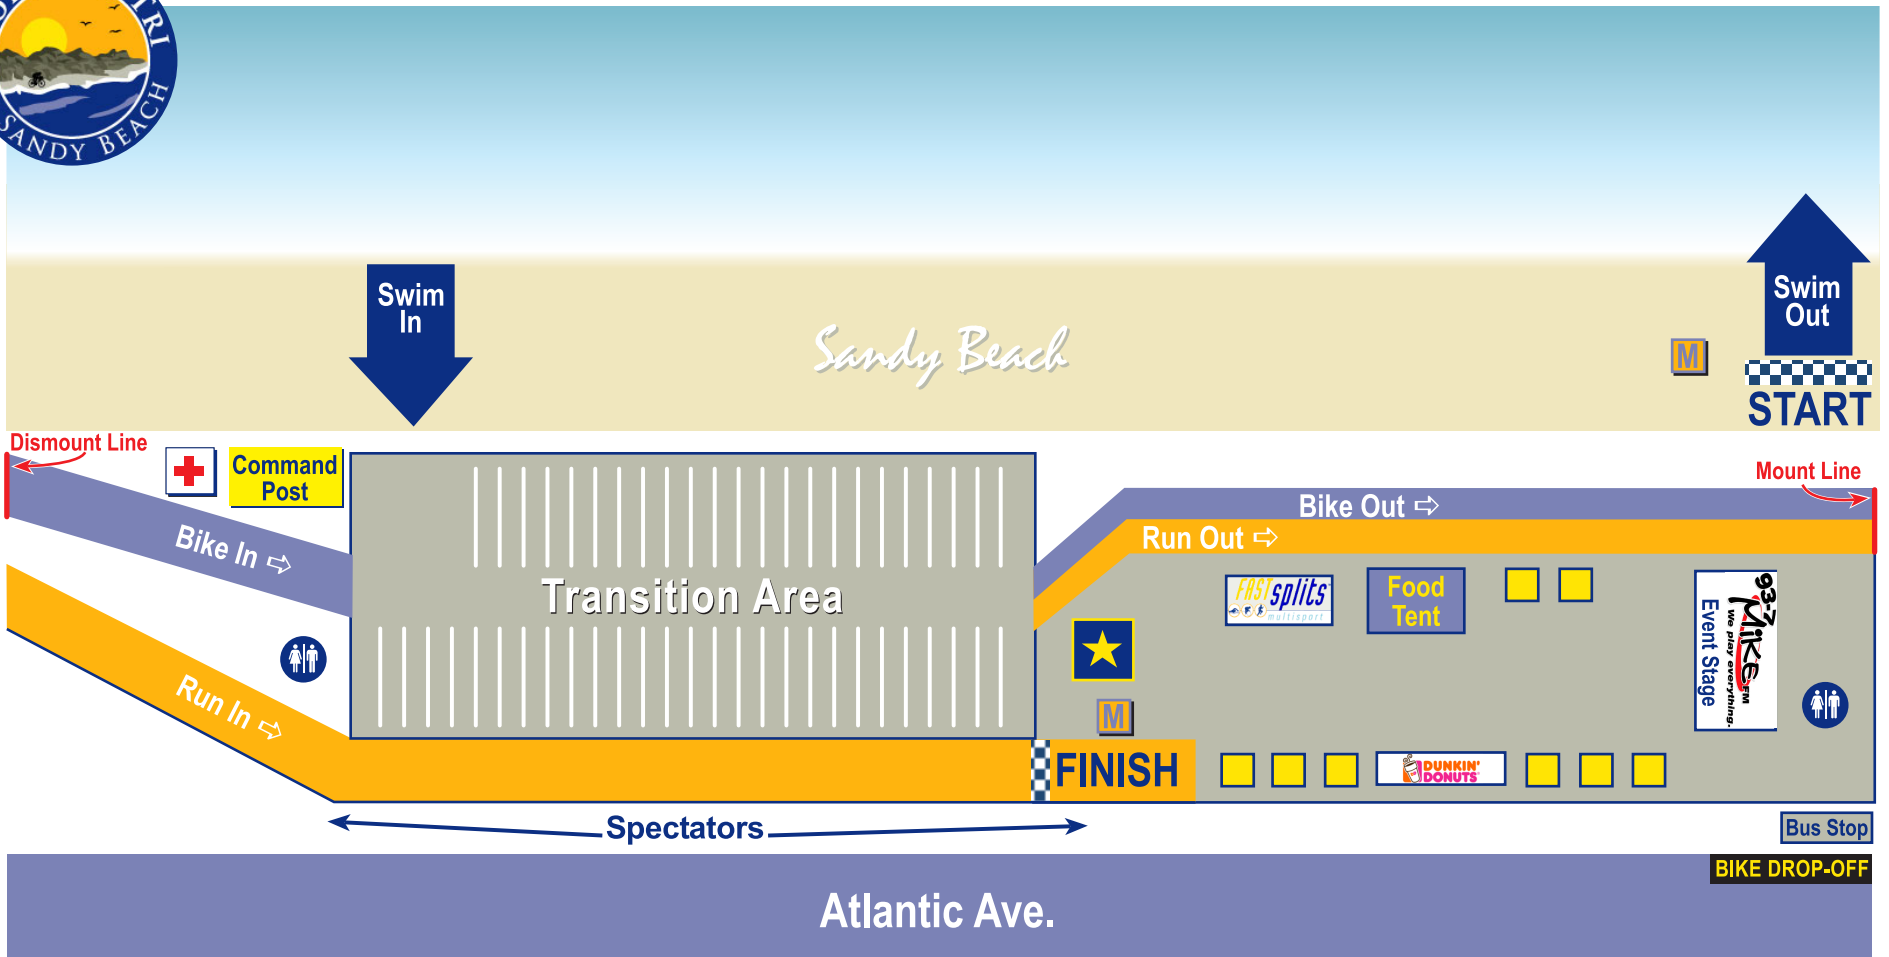 TRI
SANDY BEACH
Swim
In
Swim
Out
Sandy Beach
M
START
Dismount Line
Command
Post
Mount Line
Bike In
Bike Out
Run Out
Transition Area
FAST splits
multisport
Food
Tent
93-7
MIKE FM
We play everything.
Event Stage
Run In
M
FINISH
DUNKIN'
DONUTS
Spectators
Bus Stop
BIKE DROP-OFF
Atlantic Ave.